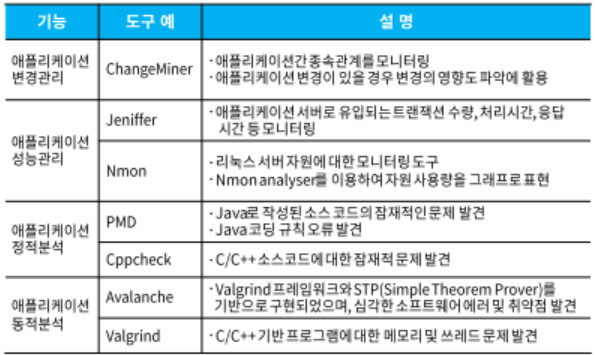 기능 도구 예 설 명
애플리케이션
변경관리
ChangeMiner
· 애플리케이션간 종속관계를 모니터링
· 애플리케이션 변경이 있을 경우 변경의 영향도 파악에 활용
애플리케이션
성능관리
Jeniffer
· 애플리케이션 서버로 유입되는 트랜잭션 수량, 처리시간, 응답
시간 등 모니터링
Nmon
· 리눅스 서버 자원에 대한 모니터링 도구
· Nmon analyser를 이용하여 자원 사용량을 그래프로 표현
애플리케이션
정적분석
PMD
· Java로 작성된 소스 코드의 잠재적인 문제 발견
· Java 코딩 규칙 오류 발견
Cppcheck
· C/C++ 소스코드에 대한 잠재적 문제 발견
애플리케이션
동적분석
Avalanche
· Valgrind 프레임워크와 STP(Simple Theorem Prover)를
기반으로 구현되었으며, 심각한 소프트웨어 에러 및 취약점 발견
Valgrind
· C/C++ 기반 프로그램에 대한 메모리 및 쓰레드 문제 발견